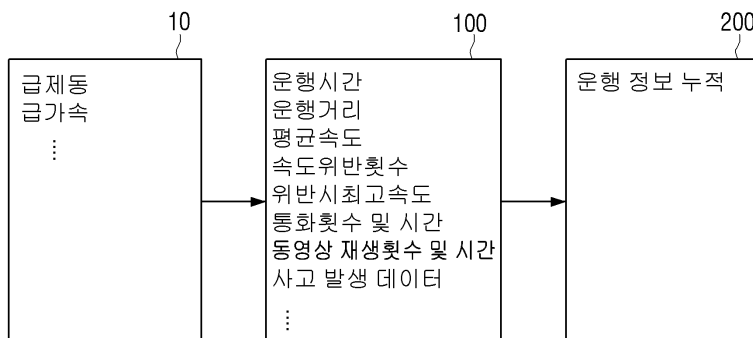 10
급제동
급가속
100
운행시간
운행거리
평균속도
속도위반횟수
위반시최고속도
통화횟수 및 시간
동영상 재생횟수 및 시간
사고 발생 데이터
200
운행 정보 누적